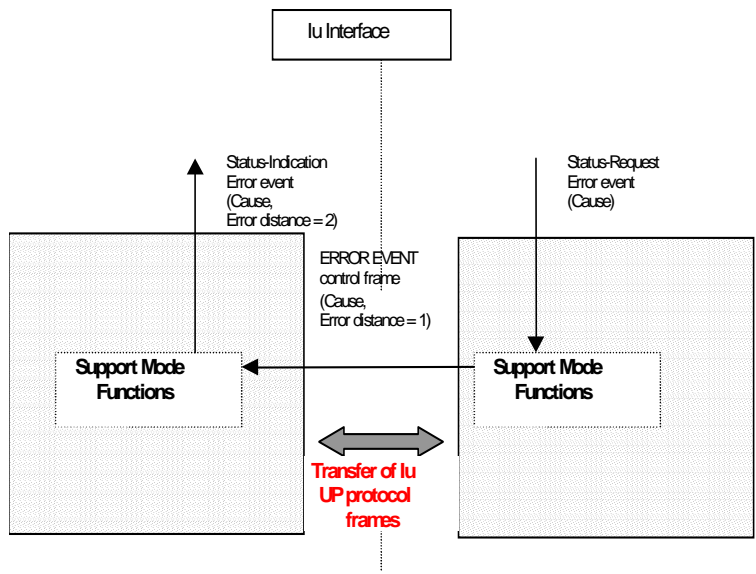 Iu Interface
Status-Indication
Error event
(Cause,
Error distance = 2)
Status-Request
Error event
(Cause)
ERROR EVENT
control frame
(Cause,
Error distance = 1)
Support Mode
Functions
Support Mode
Functions
Transfer of Iu
UP protocol
frames